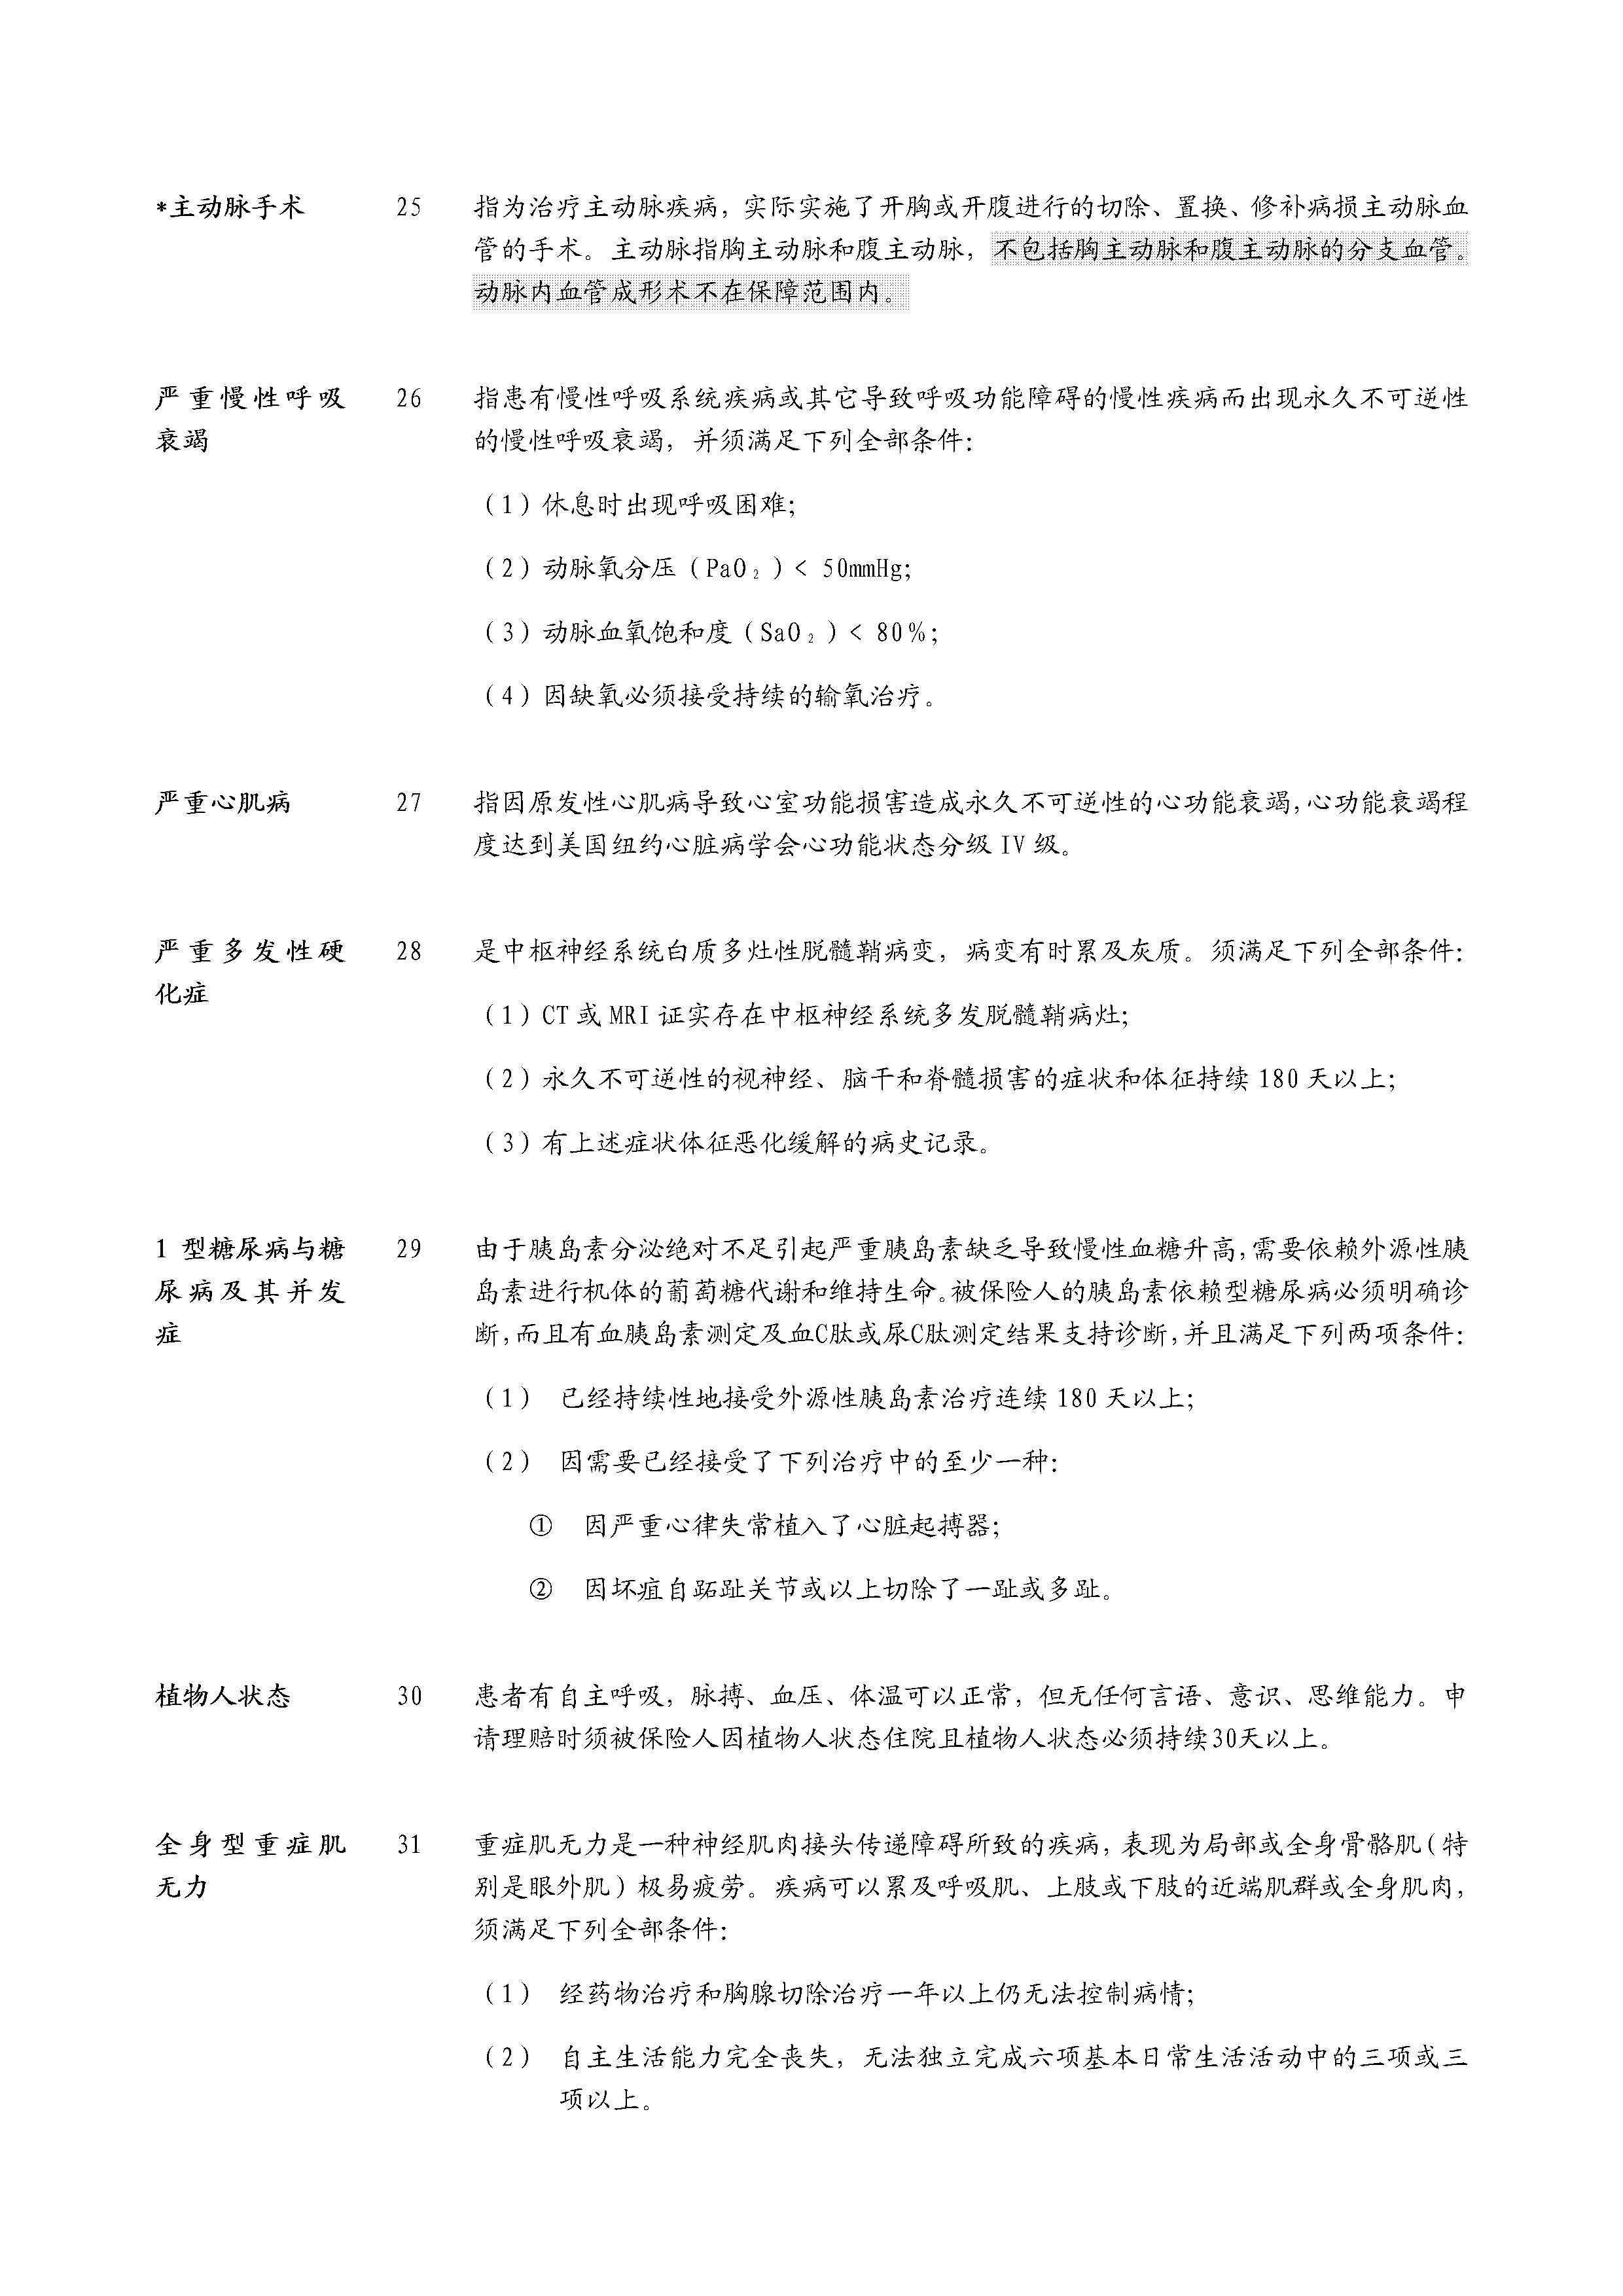 *主动脉手术 25 指为治疗主动脉疾病，实际实施了开胸或开腹进行的切除、置换、修补病损主动脉血
管的手术。主动脉指胸主动脉和腹主动脉，不包括胸主动脉和腹主动脉的分支血管。
动脉内血管成形术不在保障范围内。
严重慢性呼吸 26 指患有慢性呼吸系统疾病或其它导致呼吸功能障碍的慢性疾病而出现永久不可逆性
衰竭 的慢性呼吸衰竭，并须满足下列全部条件：
（1）休息时出现呼吸困难；
（2）动脉氧分压（PaO₂）< 50mmHg；
（3）动脉血氧饱和度（SaO₂）< 80%；
（4）因缺氧必须接受持续的输氧治疗。
严重心肌病 27 指因原发性心肌病导致心室功能损害造成永久不可逆性的心功能衰竭，心功能衰竭程
度达到美国纽约心脏病学会心功能状态分级 IV 级。
严重多发性硬 28 是中枢神经系统白质多灶性脱髓鞘病变，病变有时累及灰质。须满足下列全部条件：
化症
（1）CT 或 MRI 证实存在中枢神经系统多发脱髓鞘病灶；
（2）永久不可逆性的视神经、脑干和脊髓损害的症状和体征持续 180 天以上；
（3）有上述症状体征恶化缓解的病史记录。
1 型糖尿病与糖 29 由于胰岛素分泌绝对不足引起严重胰岛素缺乏导致慢性血糖升高，需要依赖外源性胰
尿病及其并发 岛素进行机体的葡萄糖代谢和维持生命。被保险人的胰岛素依赖型糖尿病必须明确诊
症 断，而且有血胰岛素测定及血C肽或尿C肽测定结果支持诊断，并且满足下列两项条件：
（1） 已经持续性地接受外源性胰岛素治疗连续 180 天以上；
（2） 因需要已经接受了下列治疗中的至少一种：
① 因严重心律失常植入了心脏起搏器；
② 因坏疽自跖趾关节或以上切除了一趾或多趾。
植物人状态 30 患者有自主呼吸，脉搏、血压、体温可以正常，但无任何言语、意识、思维能力。申
请理赔时须被保险人因植物人状态住院且植物人状态必须持续30天以上。
全身型重症肌 31 重症肌无力是一种神经肌肉接头传递障碍所致的疾病，表现为局部或全身骨骼肌（特
无力 别是眼外肌）极易疲劳。疾病可以累及呼吸肌、上肢或下肢的近端肌群或全身肌肉，
须满足下列全部条件：
（1） 经药物治疗和胸腺切除治疗一年以上仍无法控制病情；
（2） 自主生活能力完全丧失，无法独立完成六项基本日常生活活动中的三项或三
项以上。